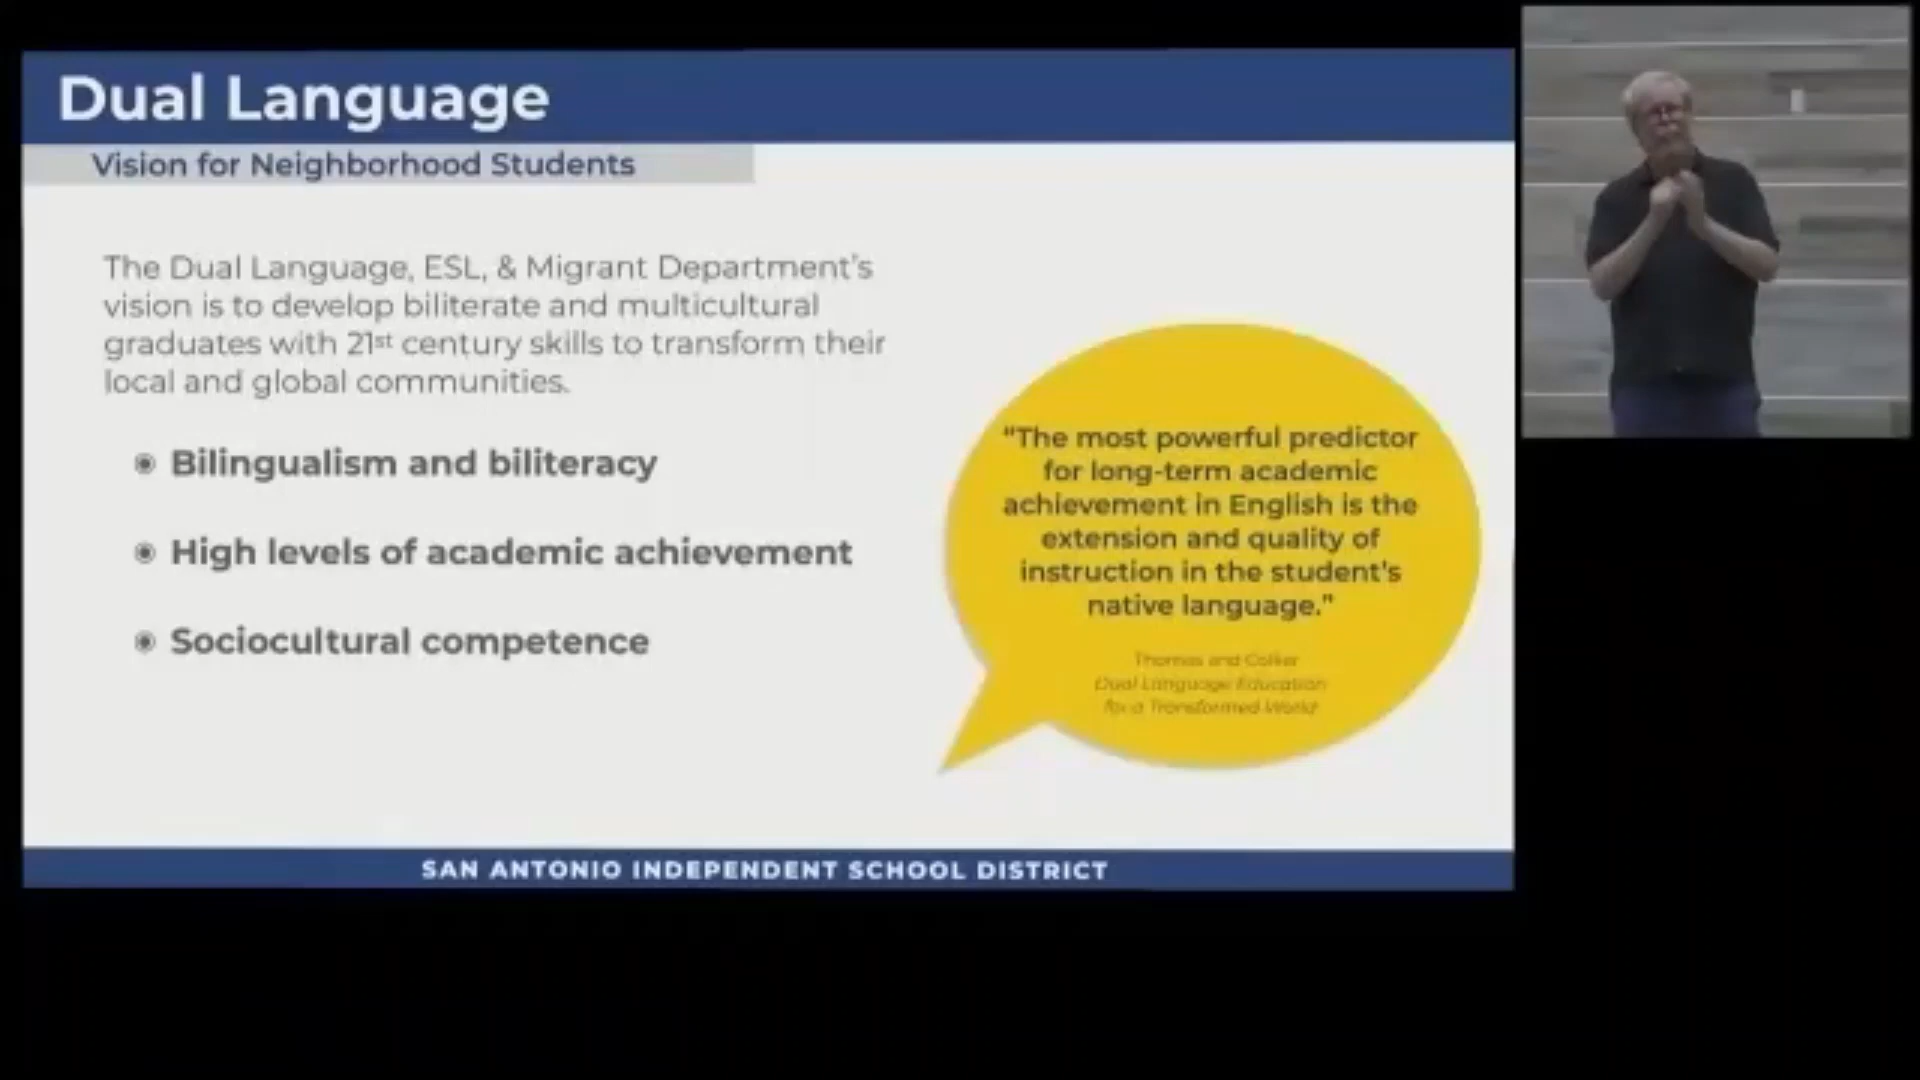 Dual Language
Vision for Neighborhood Students
The Dual Language, ESL, & Migrant Department's
vision is to develop biliterate and multicultural
graduates with 21st century skills to transform their
local and global communities.
Bilingualism and biliteracy
High levels of academic achievement
Sociocultural competence
"The most powerful predictor
for long-term academic
achievement in English is the
extension and quality of
instruction in the student's
native language."
Thomas and
Dual Language Education
for a Transformed World
SAN ANTONIO INDEPENDENT SCHOOL DISTRICT